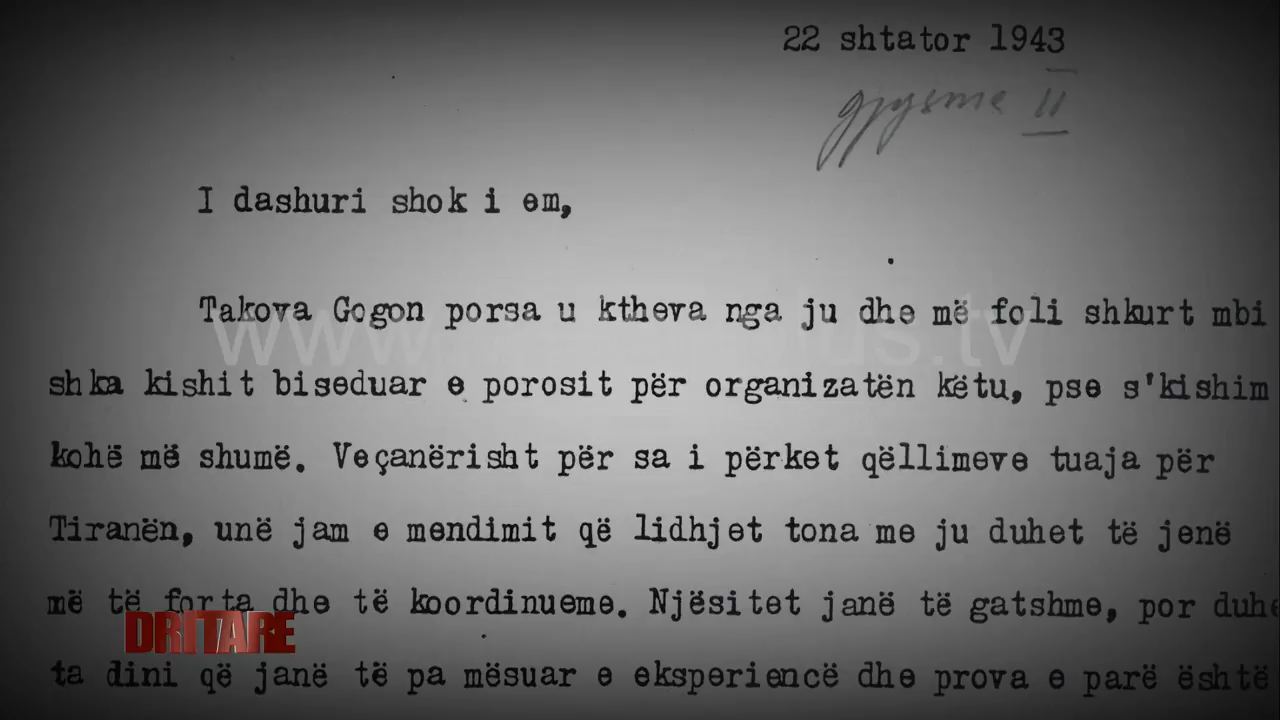 22 shtator 1943
gjysma II
I dashuri shok i em,
Takova Gogon porsa u ktheva nga ju dhe më foli shkurt mbi
shka kishit biseduar e porosit për organizatën këtu, pse s'kishim
kohë më shumë. Veçanërisht për sa i përket qëllimeve tuaja për
Tiranën, unë jam e mendimit që lidhjet tona me ju duhet të jenë
më të forta dhe të koordinueme. Njësitet janë të gatshme, por duhe
DRITARE
ta dini që janë të pa mësuar e eksperiencë dhe prova e parë është